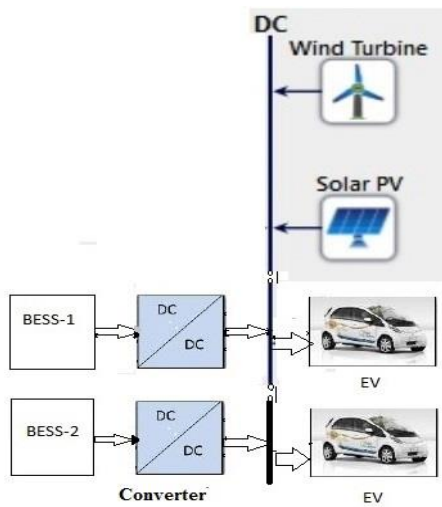 DC
Wind Turbine
Solar PV
BESS-1
DC
DC
EV
BESS-2
DC
DC
Converter
EV